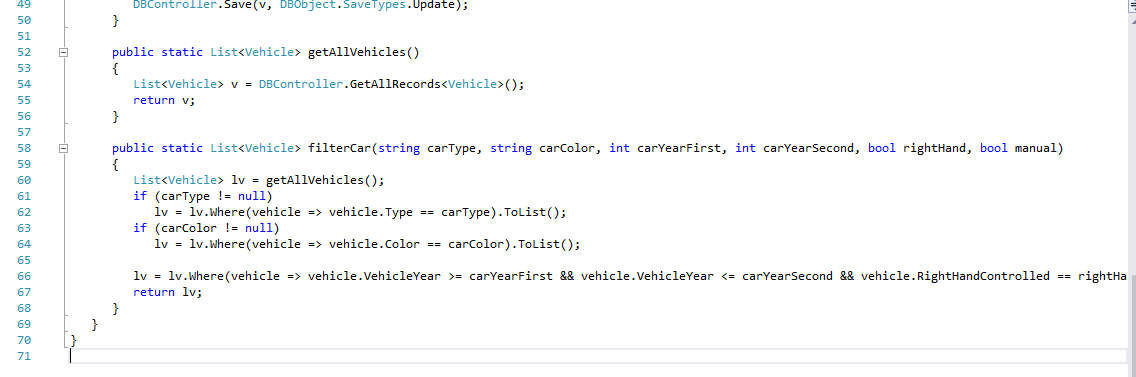 49 DBController.Save(v, DBObject.SaveTypes.Update);
50 }
51
52 public static List<Vehicle> getAllVehicles()
53 {
54 List<Vehicle> v = DBController.GetAllRecords<Vehicle>();
55 return v;
56 }
57
58 public static List<Vehicle> filterCar(string carType, string carColor, int carYearFirst, int carYearSecond, bool rightHand, bool manual)
59 {
60 List<Vehicle> lv = getAllVehicles();
61 if (carType != null)
62 lv = lv.Where(vehicle => vehicle.Type == carType).ToList();
63 if (carColor != null)
64 lv = lv.Where(vehicle => vehicle.Color == carColor).ToList();
65
66 lv = lv.Where(vehicle => vehicle.VehicleYear >= carYearFirst && vehicle.VehicleYear <= carYearSecond && vehicle.RightHandControlled == rightHa
67 return lv;
68 }
69 }
70 }
71